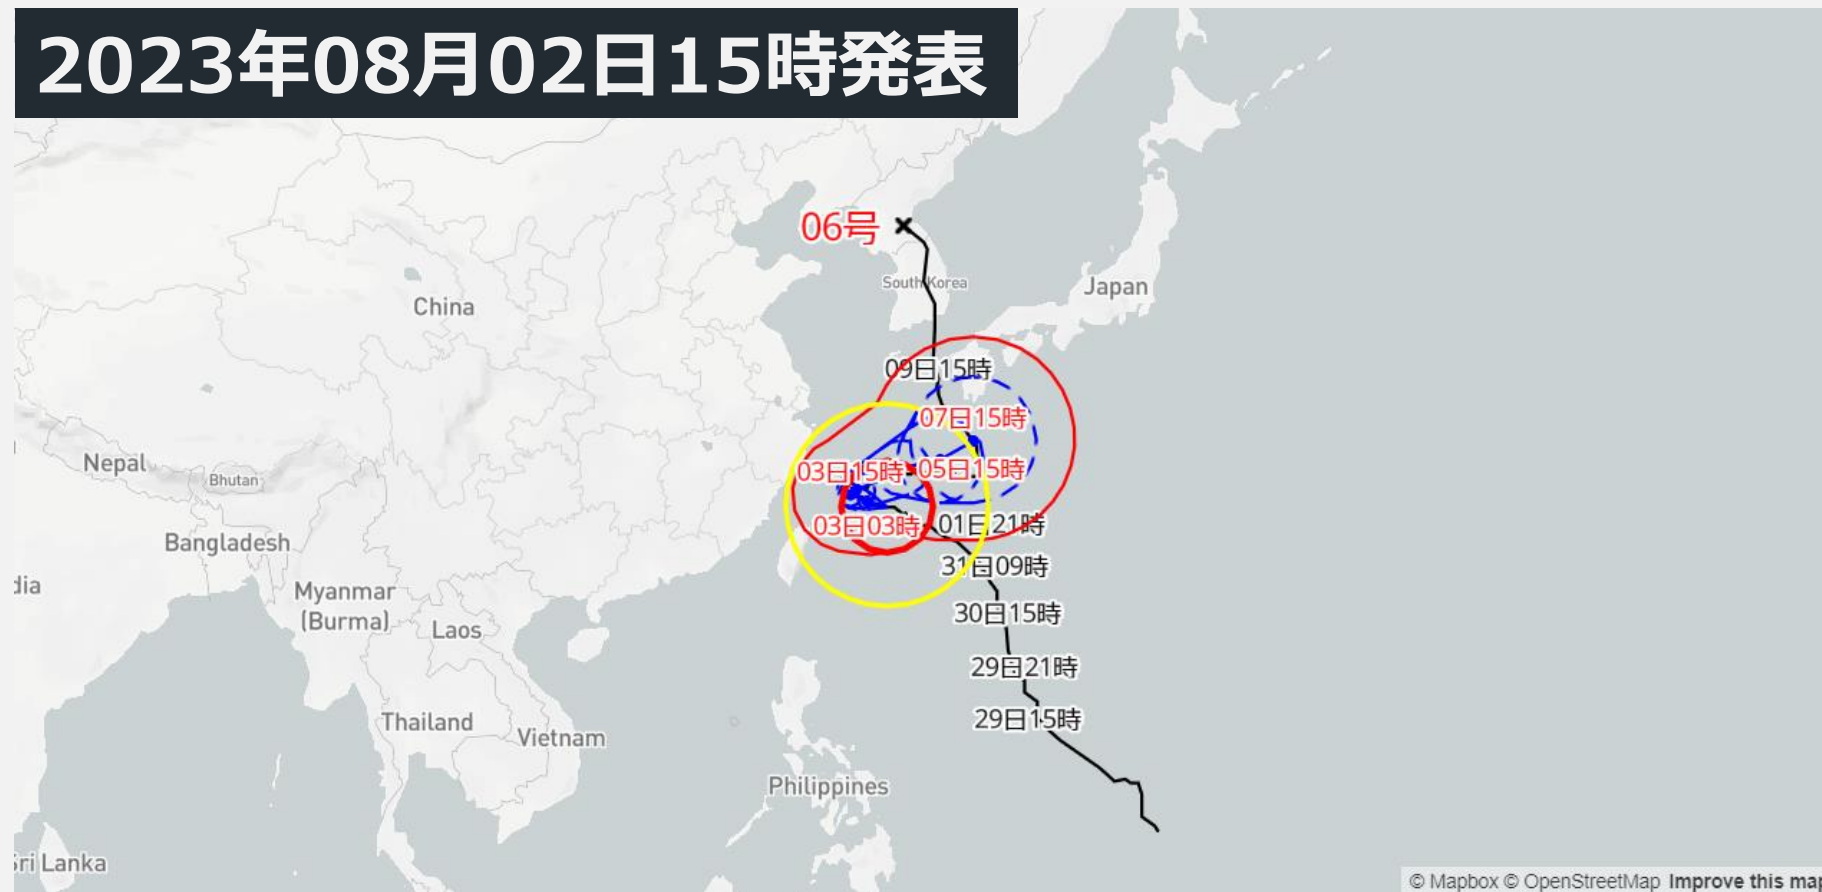 2023年08月02日15時発表
06号
South Korea
China
Japan
09日15時
07日15時
03日15時
05日15時
03日03時
01日21時
31日09時
30日15時
29日21時
29日15時
Nepal
Bhutan
Bangladesh
dia
Myanmar
(Burma)
Laos
Thailand
Vietnam
Philippines
Sri Lanka
© Mapbox © OpenStreetMap Improve this map